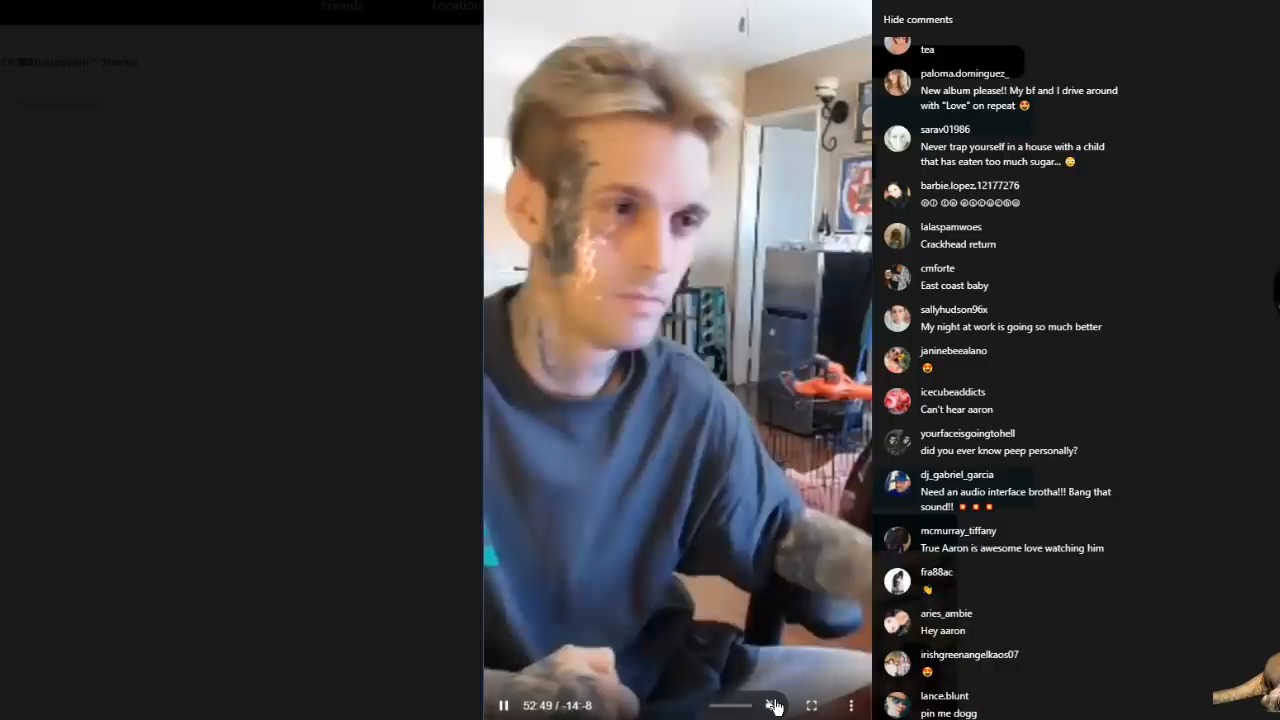 Friends
Location
Hide comments
tea
paloma.dominguez_
New album please!! My bf and I drive around
with "Love" on repeat 🤩
sarav01986
Never trap yourself in a house with a child
that has eaten too much sugar... 😳
barbie.lopez.12177276
lalaspamwoes
Crackhead return
cmforte
East coast baby
sallyhudson96x
My night at work is going so much better
janinebeealano
😍
icecubeaddicts
Can't hear aaron
yourfaceisgoingtohell
did you ever know peep personally?
dj_gabriel_garcia
Need an audio interface brotha!!! Bang that
sound!! 💥 💥 💥
mcmurray_tiffany
True Aaron is awesome love watching him
fra88ac
👏
aries_ambie
Hey aaron
irishgreenangelkaos07
😍
lance.blunt
pin me dogg
52:49 / -14:-8